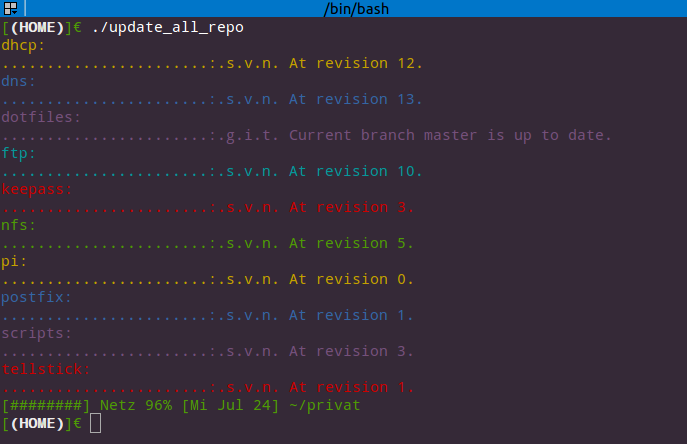 /bin/bash
[(HOME)]€ ./update_all_repo
dhcp:
.......................:.s.v.n. At revision 12.
dns:
.......................:.s.v.n. At revision 13.
dotfiles:
.......................:.g.i.t. Current branch master is up to date.
ftp:
.......................:.s.v.n. At revision 10.
keepass:
.......................:.s.v.n. At revision 3.
nfs:
.......................:.s.v.n. At revision 5.
pi:
.......................:.s.v.n. At revision 0.
postfix:
.......................:.s.v.n. At revision 1.
scripts:
.......................:.s.v.n. At revision 3.
tellstick:
.......................:.s.v.n. At revision 1.
[########] Netz 96% [Mi Jul 24] ~/privat
[(HOME)]€